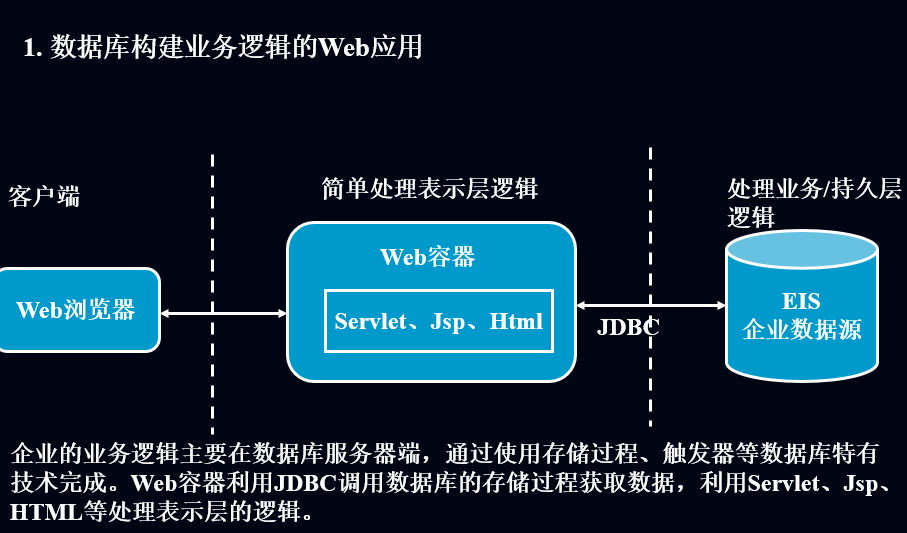 1. 数据库构建业务逻辑的Web应用
客户端
简单处理表示层逻辑
处理业务/持久层
逻辑
Web浏览器
Web容器
Servlet、Jsp、Html
JDBC
EIS
企业数据源
企业的业务逻辑主要在数据库服务器端，通过使用存储过程、触发器等数据库特有
技术完成。Web容器利用JDBC调用数据库的存储过程获取数据，利用Servlet、Jsp、
HTML等处理表示层的逻辑。